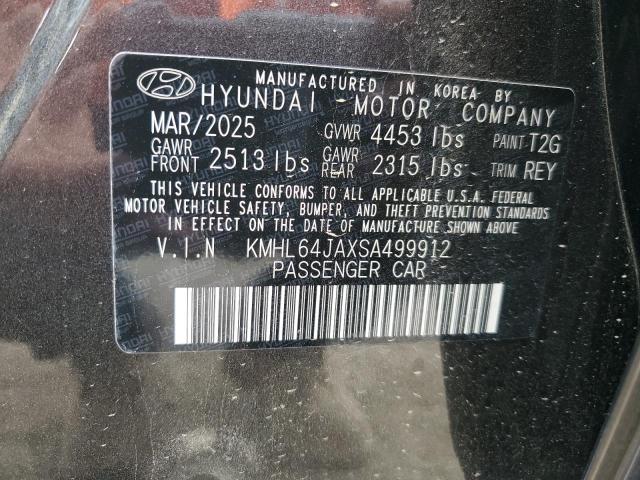 MANUFACTURED IN KOREA BY
HYUNDAI MOTOR COMPANY
MAR/2025 GVWR 4453 lbs PAINT T2G
GAWR FRONT 2513 lbs GAWR REAR 2315 lbs TRIM REY
THIS VEHICLE CONFORMS TO ALL APPLICABLE U.S.A. FEDERAL
MOTOR VEHICLE SAFETY, BUMPER, AND THEFT PREVENTION STANDARDS
IN EFFECT ON THE DATE OF MANUFACTURE SHOWN ABOVE
V.I.N KMHL64JAXSA499912
PASSENGER CAR